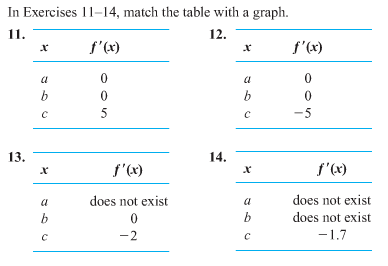 In Exercises 11–14, match the table with a graph.
11.
x f′(x)
a 0
b 0
c 5
12.
x f′(x)
a 0
b 0
c −5
13.
x f′(x)
a does not exist
b 0
c −2
14.
x f′(x)
a does not exist
b does not exist
c −1.7